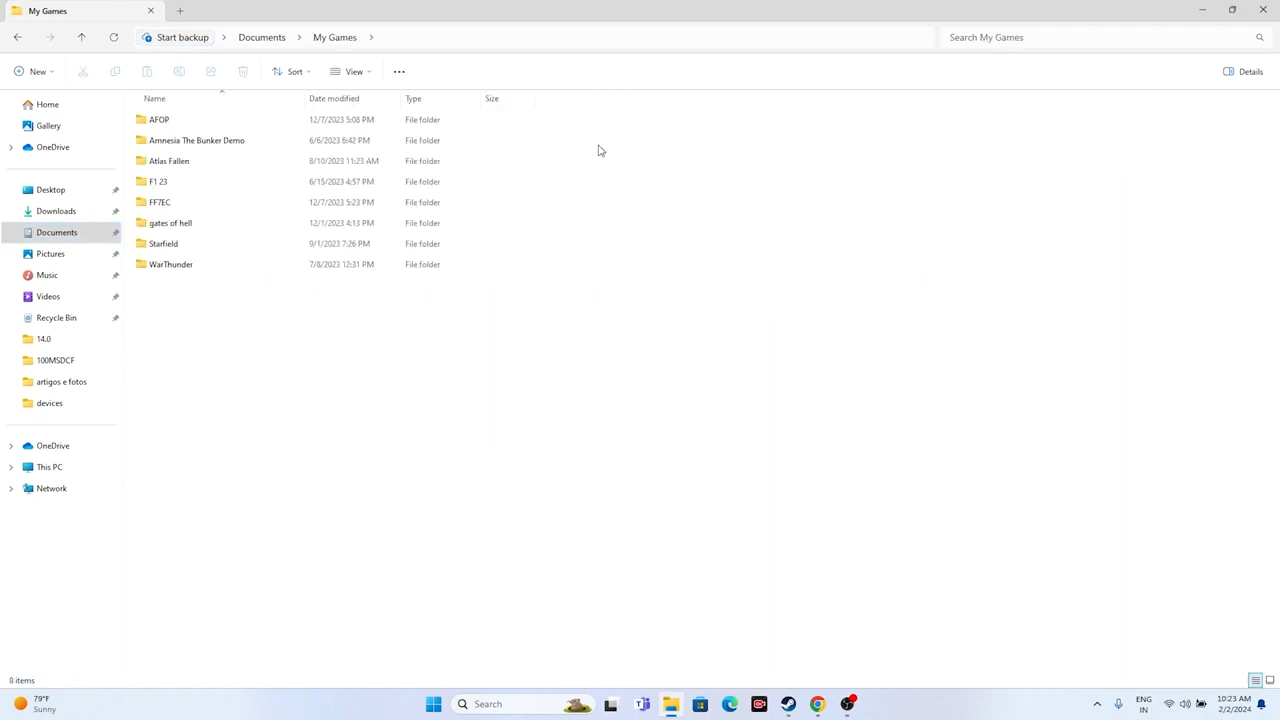 My Games
Start backup > Documents > My Games >
Search My Games
New
Sort
View
Details
Name Date modified Type Size
AFOP 12/7/2023 5:08 PM File folder
Amnesia The Bunker Demo 6/6/2023 6:42 PM File folder
Atlas Fallen 8/10/2023 11:23 AM File folder
F1 23 6/15/2023 4:57 PM File folder
FF7EC 12/7/2023 5:23 PM File folder
gates of hell 12/1/2023 4:13 PM File folder
Starfield 9/1/2023 7:26 PM File folder
WarThunder 7/8/2023 12:31 PM File folder
Home
Gallery
OneDrive
Desktop
Downloads
Documents
Pictures
Music
Videos
Recycle Bin
14.0
100MSDCF
artigos e fotos
devices
OneDrive
This PC
Network
8 items
79°F
Sunny
Search
ENG
IN
10:23 AM
2/2/2024